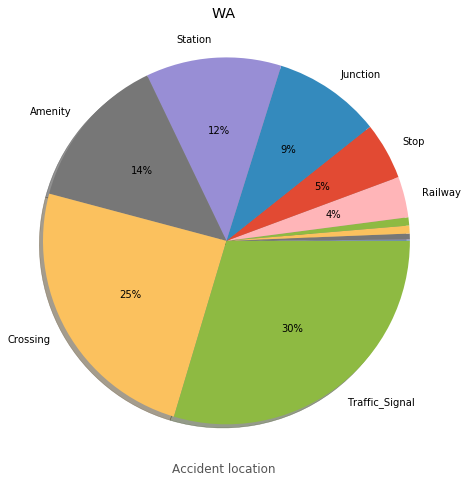 WA
Station
Junction
Amenity
Stop
Railway
12%
9%
14%
5%
4%
25%
30%
Crossing
Traffic_Signal
Accident location